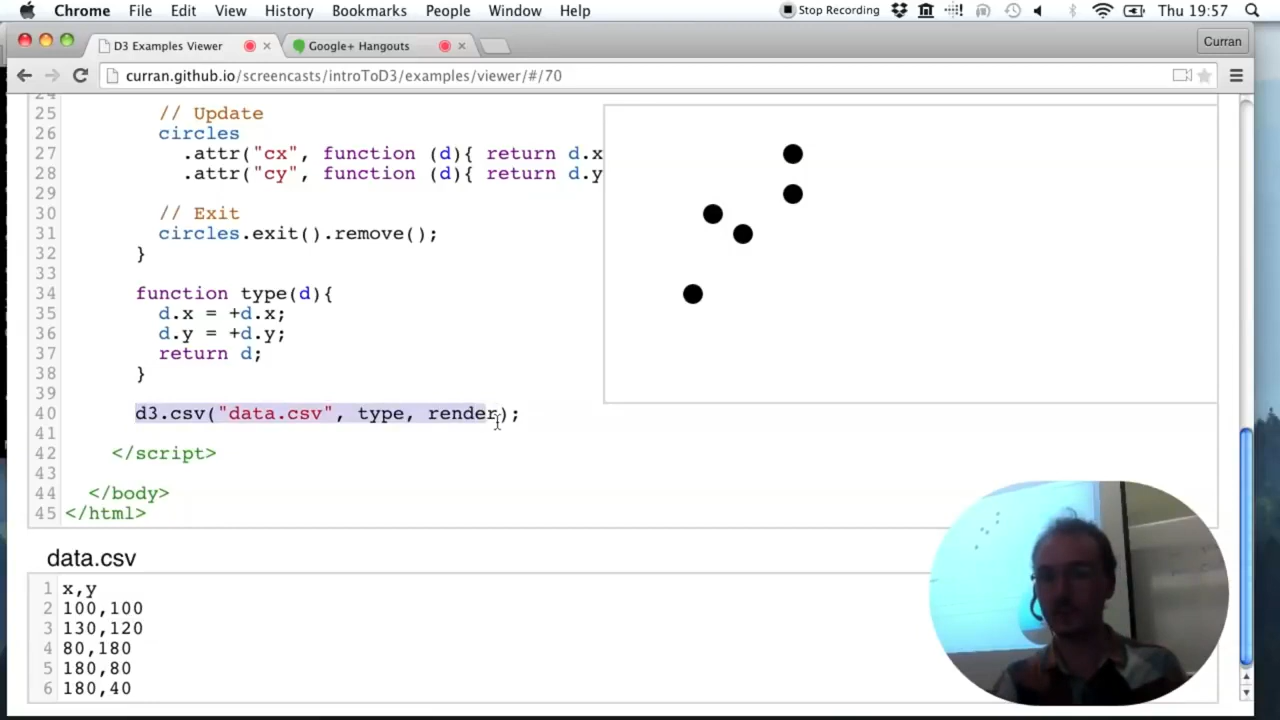 Chrome File Edit View History Bookmarks People Window Help Stop Recording Thu 19:57
D3 Examples Viewer Google+ Hangouts Curran
curran.github.io/screencasts/introToD3/examples/viewer/#/70
24
25 // Update
26 circles
27 .attr("cx", function (d){ return d.x
28 .attr("cy", function (d){ return d.y
29
30 // Exit
31 circles.exit().remove();
32 }
33
34 function type(d){
35 d.x = +d.x;
36 d.y = +d.y;
37 return d;
38 }
39
40 d3.csv("data.csv", type, render);
41
42 </script>
43
44 </body>
45 </html>
data.csv
1 x,y
2 100,100
3 130,120
4 80,180
5 180,80
6 180,40